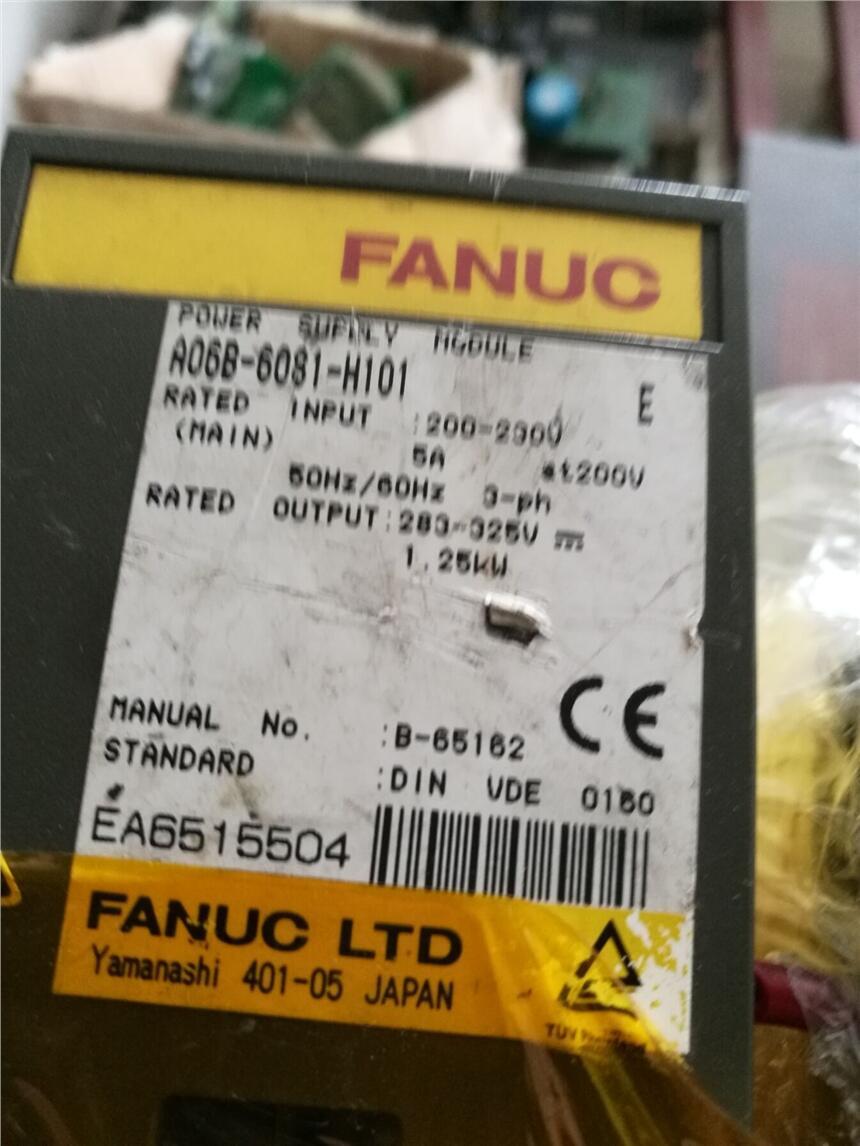 FANUC
POWER SUPPLY MODULE
A06B-6081-H101 E
RATED INPUT :200-230V
(MAIN) 5A at200V
50Hz/60Hz 3-ph
RATED OUTPUT:283-325V
1.25kW
MANUAL No. :B-65162
STANDARD :DIN VDE 0160
CE
EA6515504
FANUC LTD
Yamanashi 401-05 JAPAN
TÜV